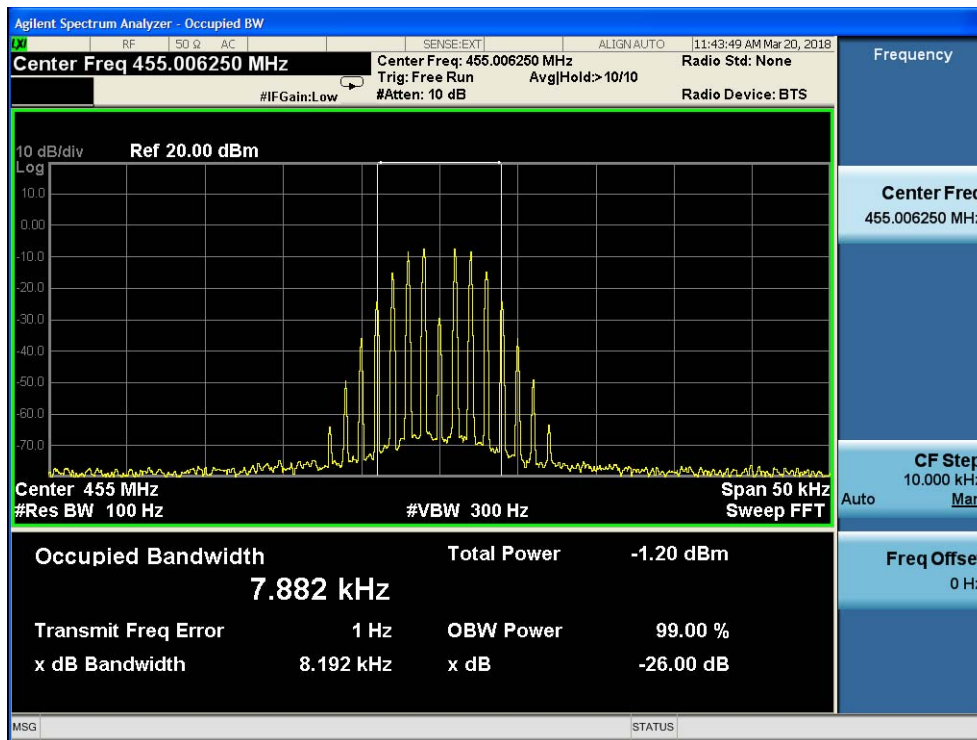 Agilent Spectrum Analyzer - Occupied BW
LXI RF 50 Ω AC SENSE:EXT ALIGN AUTO 11:43:49 AM Mar 20, 2018
Center Freq 455.006250 MHz
Center Freq: 455.006250 MHz Radio Std: None
Trig: Free Run Avg|Hold:> 10/10
#IFGain:Low #Atten: 10 dB Radio Device: BTS
10 dB/div Ref 20.00 dBm
Log
10.0
0.00
-10.0
-20.0
-30.0
-40.0
-50.0
-60.0
-70.0
Center 455 MHz Span 50 kHz
#Res BW 100 Hz #VBW 300 Hz Sweep FFT
Occupied Bandwidth Total Power -1.20 dBm
7.882 kHz
Transmit Freq Error 1 Hz OBW Power 99.00 %
x dB Bandwidth 8.192 kHz x dB -26.00 dB
MSG STATUS
Frequency
Center Freq
455.006250 MHz
CF Step
10.000 kHz
Auto Man
Freq Offse
0 Hz